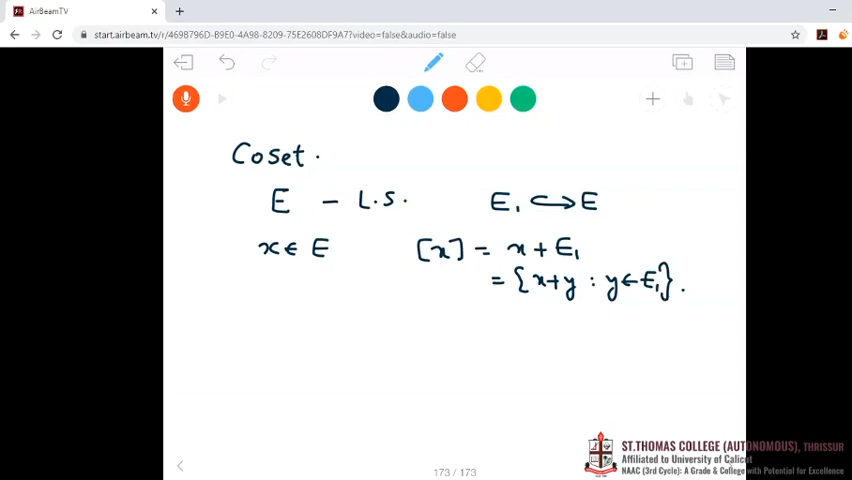 AirBeamTV
start.airbeam.tv/r/4698796D-B9E0-4A98-8209-75E2608DF9A7?video=false&audio=false
Coset.
E - L.S. E₁ ↪ E
x ∈ E [x] = x + E₁
= {x+y : y ∈ E₁}.
173 / 173
ST.THOMAS COLLEGE (AUTONOMOUS), THRISSUR
Affiliated to University of Calicut
NAAC (3rd Cycle): A Grade & College with Potential for Excellence